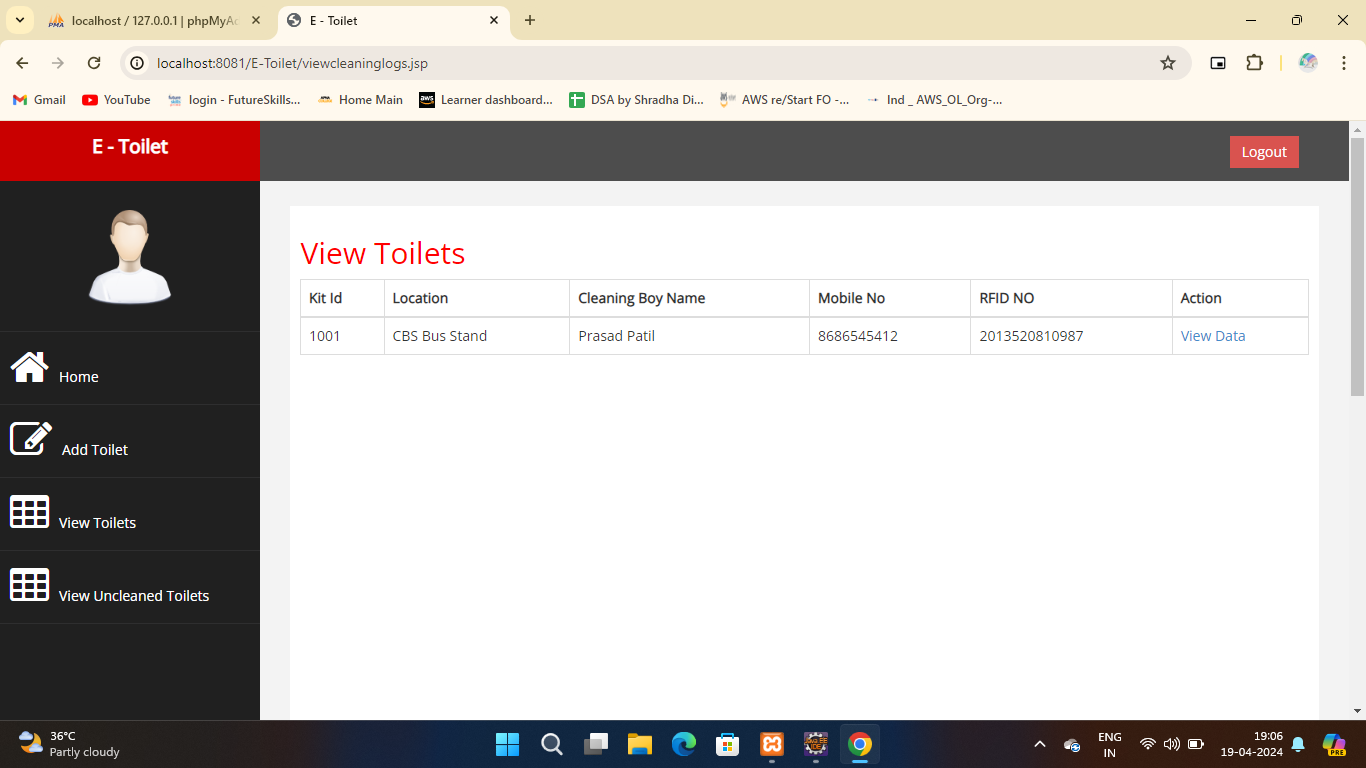 localhost / 127.0.0.1 | phpMyAd
E - Toilet
localhost:8081/E-Toilet/viewcleaninglogs.jsp
Gmail YouTube login - FutureSkills... Home Main aws Learner dashboard... DSA by Shradha Di... AWS re/Start FO -... Ind _ AWS_OL_Org-...
E - Toilet
Logout
Home
Add Toilet
View Toilets
View Uncleaned Toilets
View Toilets
Kit Id Location Cleaning Boy Name Mobile No RFID NO Action
1001 CBS Bus Stand Prasad Patil 8686545412 2013520810987 View Data
36°C
Partly cloudy
ENG
IN
19:06
19-04-2024
PRE